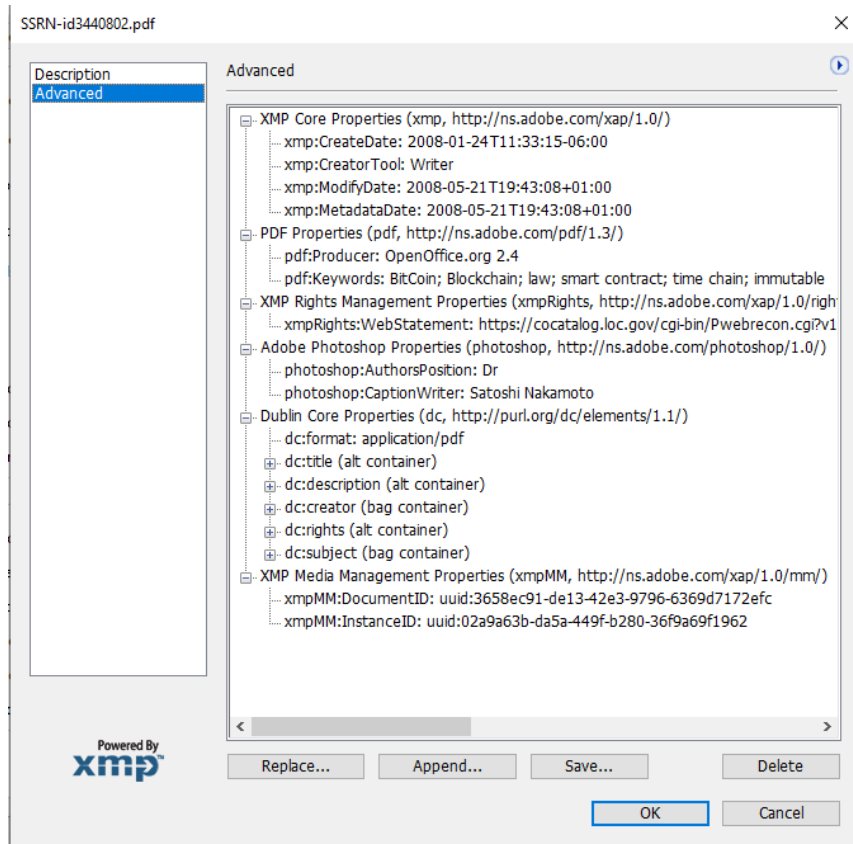 SSRN-id3440802.pdf
Description
Advanced
Advanced
XMP Core Properties (xmp, http://ns.adobe.com/xap/1.0/)
xmp:CreateDate: 2008-01-24T11:33:15-06:00
xmp:CreatorTool: Writer
xmp:ModifyDate: 2008-05-21T19:43:08+01:00
xmp:MetadataDate: 2008-05-21T19:43:08+01:00
PDF Properties (pdf, http://ns.adobe.com/pdf/1.3/)
pdf:Producer: OpenOffice.org 2.4
pdf:Keywords: BitCoin; Blockchain; law; smart contract; time chain; immutable
XMP Rights Management Properties (xmpRights, http://ns.adobe.com/xap/1.0/righ
xmpRights:WebStatement: https://cocatalog.loc.gov/cgi-bin/Pwebrecon.cgi?v1
Adobe Photoshop Properties (photoshop, http://ns.adobe.com/photoshop/1.0/)
photoshop:AuthorsPosition: Dr
photoshop:CaptionWriter: Satoshi Nakamoto
Dublin Core Properties (dc, http://purl.org/dc/elements/1.1/)
dc:format: application/pdf
dc:title (alt container)
dc:description (alt container)
dc:creator (bag container)
dc:rights (alt container)
dc:subject (bag container)
XMP Media Management Properties (xmpMM, http://ns.adobe.com/xap/1.0/mm/)
xmpMM:DocumentID: uuid:3658ec91-de13-42e3-9796-6369d7172efc
xmpMM:InstanceID: uuid:02a9a63b-da5a-449f-b280-36f9a69f1962
Powered By
xmp™
Replace...
Append...
Save...
Delete
OK
Cancel